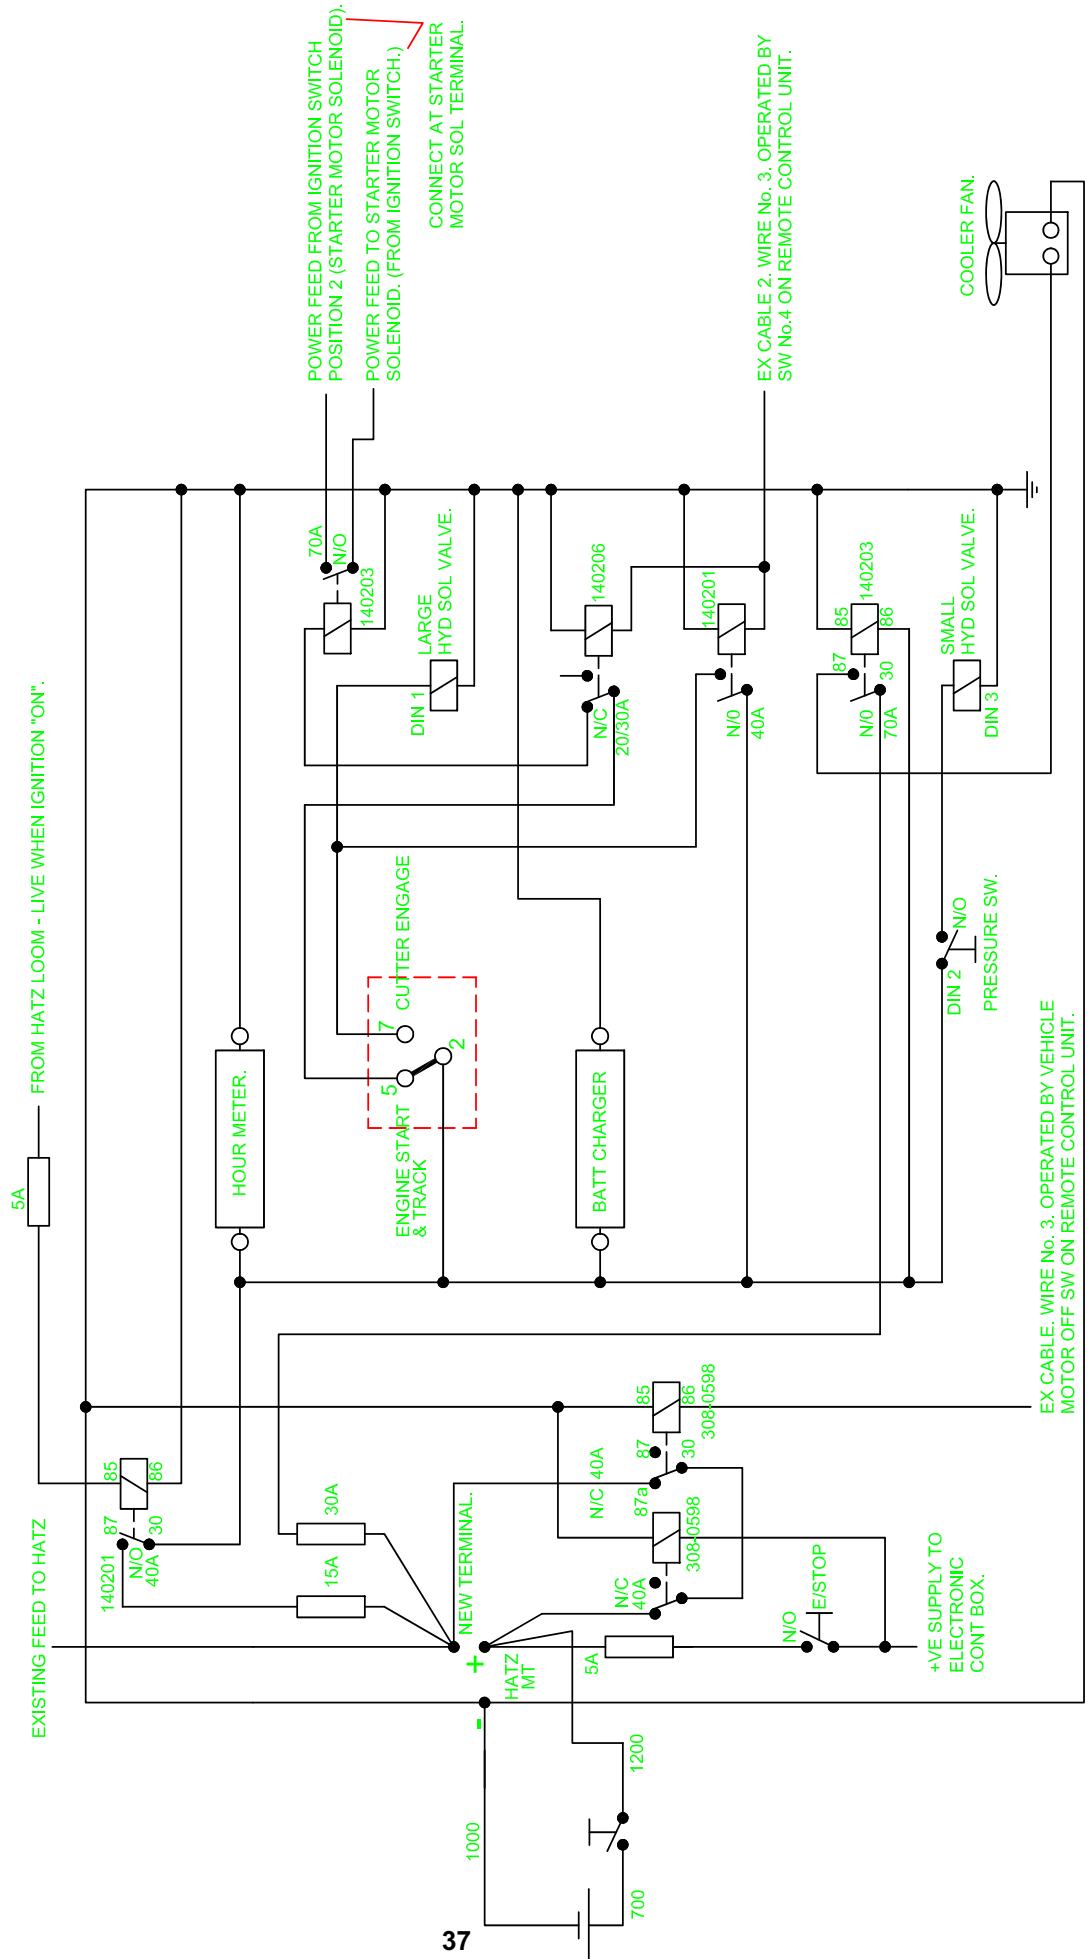 EXISTING FEED TO HATZ
FROM HATZ LOOM - LIVE WHEN IGNITION "ON".
5A
140201
87
85
N/O
40A
30
86
15A
30A
NEW TERMINAL.
+
-
HATZ
MT
1000
700
1200
5A
N/O
E/STOP
+VE SUPPLY TO
ELECTRONIC
CONT BOX.
N/C
40A
308-0598
N/C 40A
87a
87
30
85
86
308-0598
EX CABLE. WIRE No. 3. OPERATED BY VEHICLE
MOTOR OFF SW ON REMOTE CONTROL UNIT.
HOUR METER.
ENGINE START
& TRACK
5
7
2
CUTTER ENGAGE
BATT CHARGER
DIN 2
N/O
PRESSURE SW.
POWER FEED FROM IGNITION SWITCH
POSITION 2 (STARTER MOTOR SOLENOID).
POWER FEED TO STARTER MOTOR
SOLENOID. (FROM IGNITION SWITCH.)
CONNECT AT STARTER
MOTOR SOL TERMINAL.
70A
N/O
140203
DIN 1
LARGE
HYD SOL VALVE.
N/C
20/30A
140206
N/0
40A
140201
EX CABLE 2. WIRE No. 3. OPERATED BY
SW No.4 ON REMOTE CONTROL UNIT.
N/0
70A
87
30
85
86
140203
DIN 3
SMALL
HYD SOL VALVE.
COOLER FAN.
37